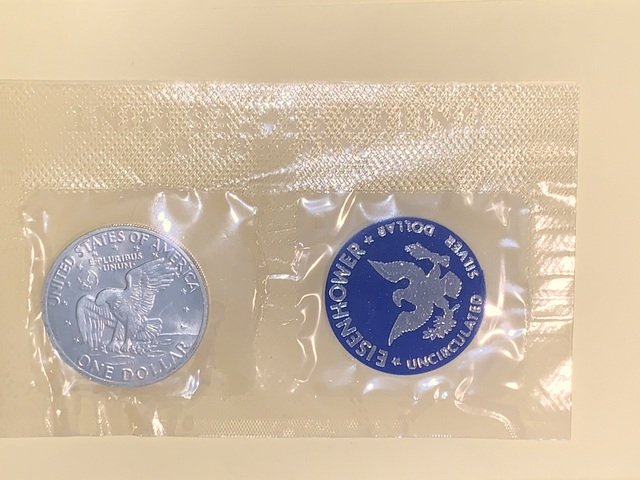 UNITED STATES OF AMERICA
E PLURIBUS
UNUM
ONE DOLLAR
EISENHOWER
SILVER DOLLAR
UNCIRCULATED